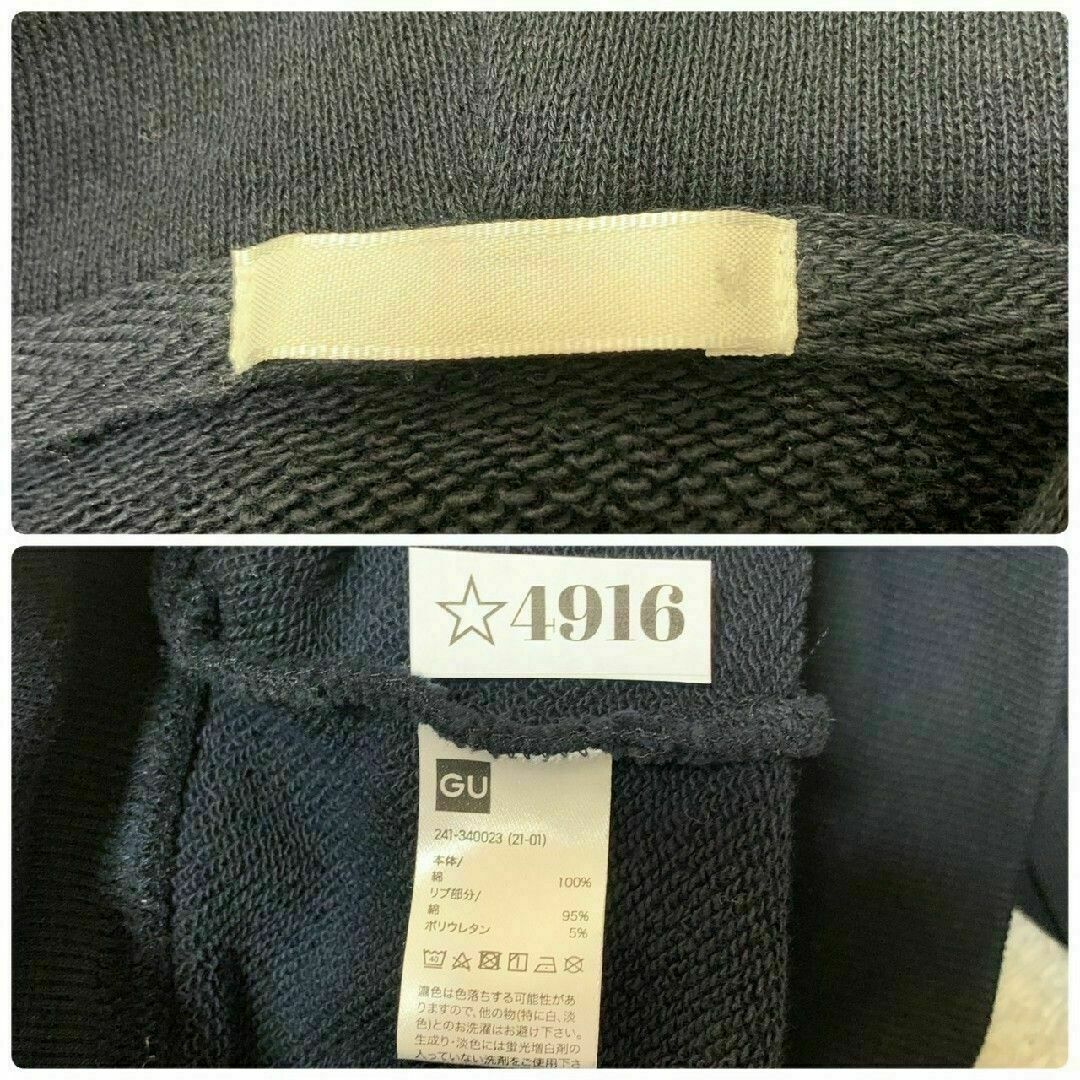 ☆4916
GU
241-340023 (21-01)
本体/
綿 100%
リブ部分/
綿 95%
ポリウレタン 5%
40
濃色は色落ちする可能性があ
りますので、他の物(特に白、淡
色)とのお洗濯はお避け下さい。
生成り・淡色には蛍光増白剤の
入っていない洗剤をご使用下さ